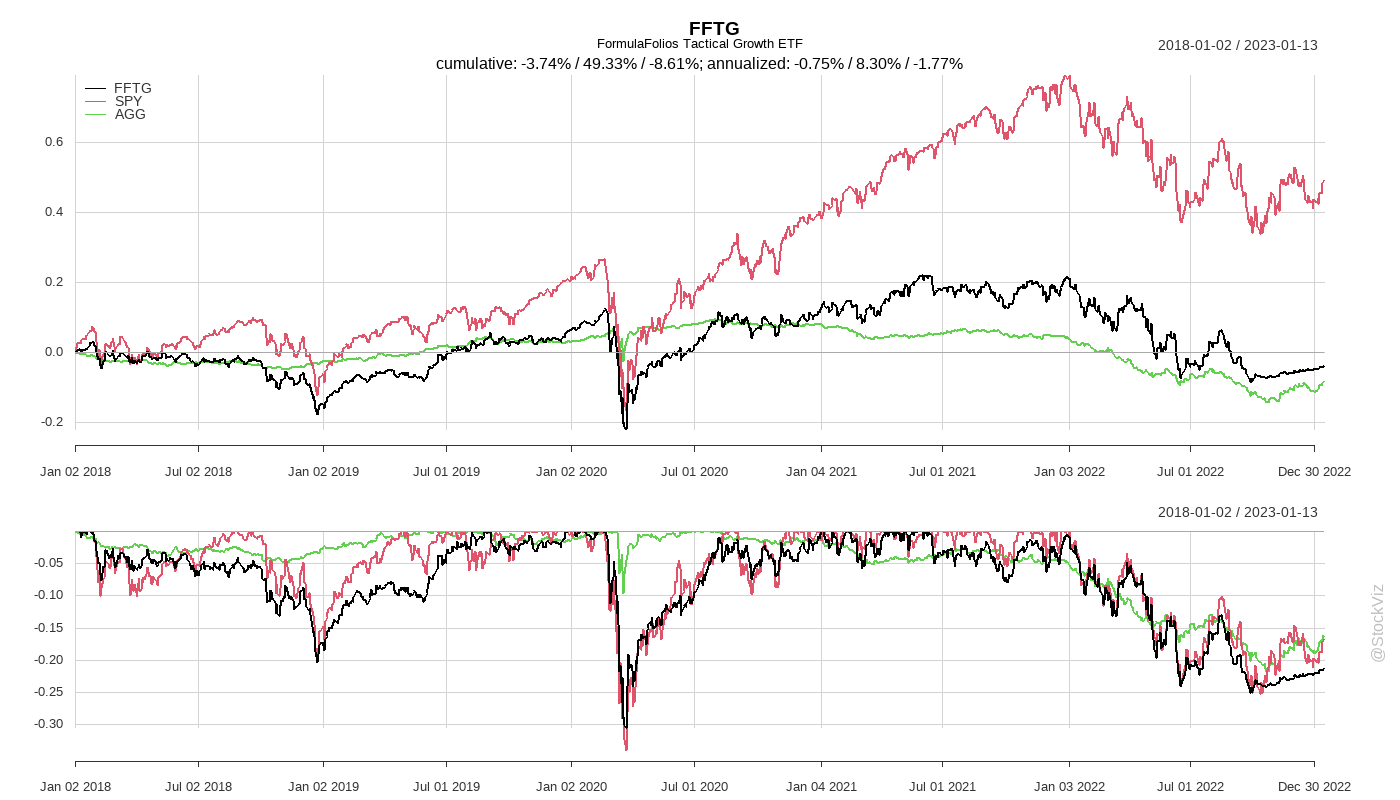 FFTG
FormulaFolios Tactical Growth ETF
2018-01-02 / 2023-01-13
cumulative: -3.74% / 49.33% / -8.61%; annualized: -0.75% / 8.30% / -1.77%
FFTG
SPY
AGG
0.6
0.4
0.2
0.0
-0.2
Jan 02 2018 Jul 02 2018 Jan 02 2019 Jul 01 2019 Jan 02 2020 Jul 01 2020 Jan 04 2021 Jul 01 2021 Jan 03 2022 Jul 01 2022 Dec 30 2022
2018-01-02 / 2023-01-13
-0.05
-0.10
-0.15
-0.20
-0.25
-0.30
Jan 02 2018 Jul 02 2018 Jan 02 2019 Jul 01 2019 Jan 02 2020 Jul 01 2020 Jan 04 2021 Jul 01 2021 Jan 03 2022 Jul 01 2022 Dec 30 2022
@StockViz